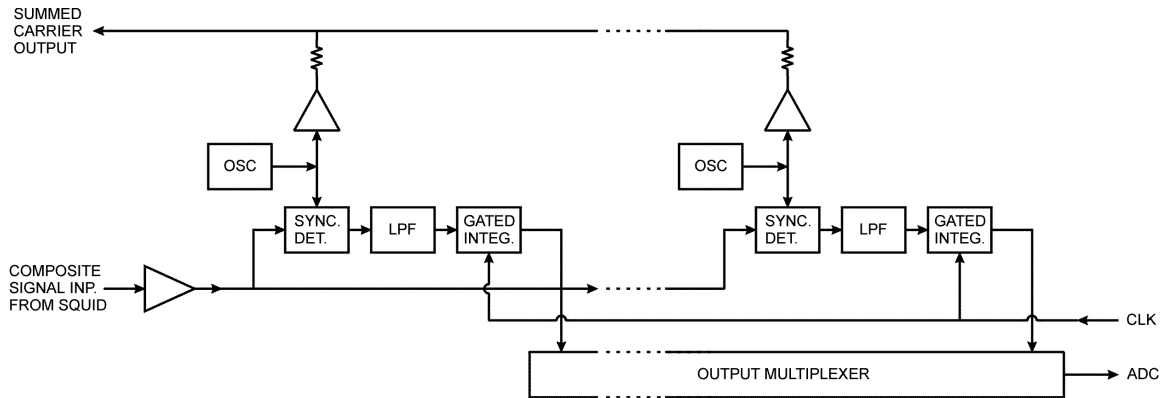 SUMMED
CARRIER
OUTPUT
OSC
OSC
SYNC.
DET.
LPF
GATED
INTEG.
SYNC.
DET.
LPF
GATED
INTEG.
COMPOSITE
SIGNAL INP.
FROM SQUID
CLK
OUTPUT MULTIPLEXER
ADC